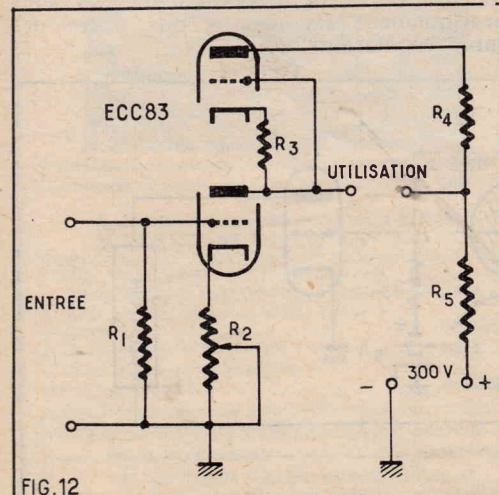 ECC83
R3
R4
UTILISATION
ENTREE
R1
R2
R5
- 300 V +
FIG.12